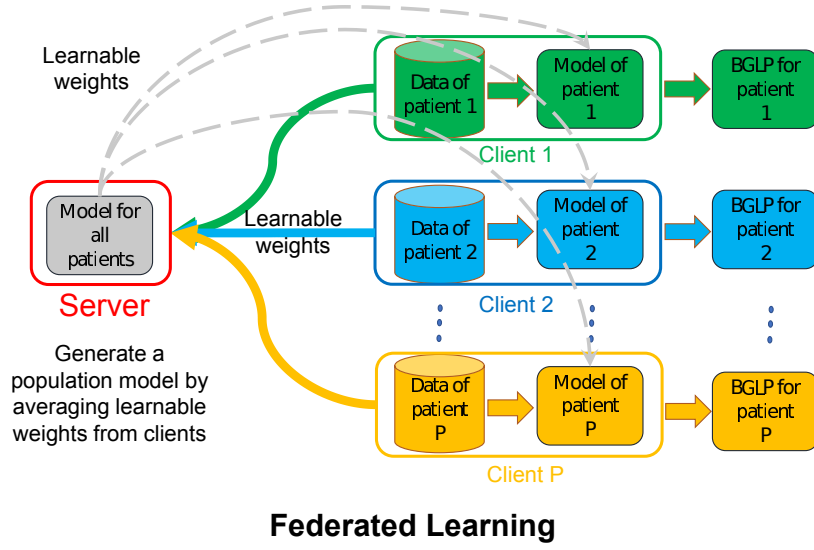 Learnable
weights
Data of
patient 1
Model of
patient
1
BGLP for
patient
1
Client 1
Model for
all
patients
Server
Learnable
weights
Data of
patient 2
Model of
patient
2
BGLP for
patient
2
Client 2
Generate a
population model by
averaging learnable
weights from clients
Data of
patient
P
Model of
patient
P
BGLP for
patient
P
Client P
Federated Learning